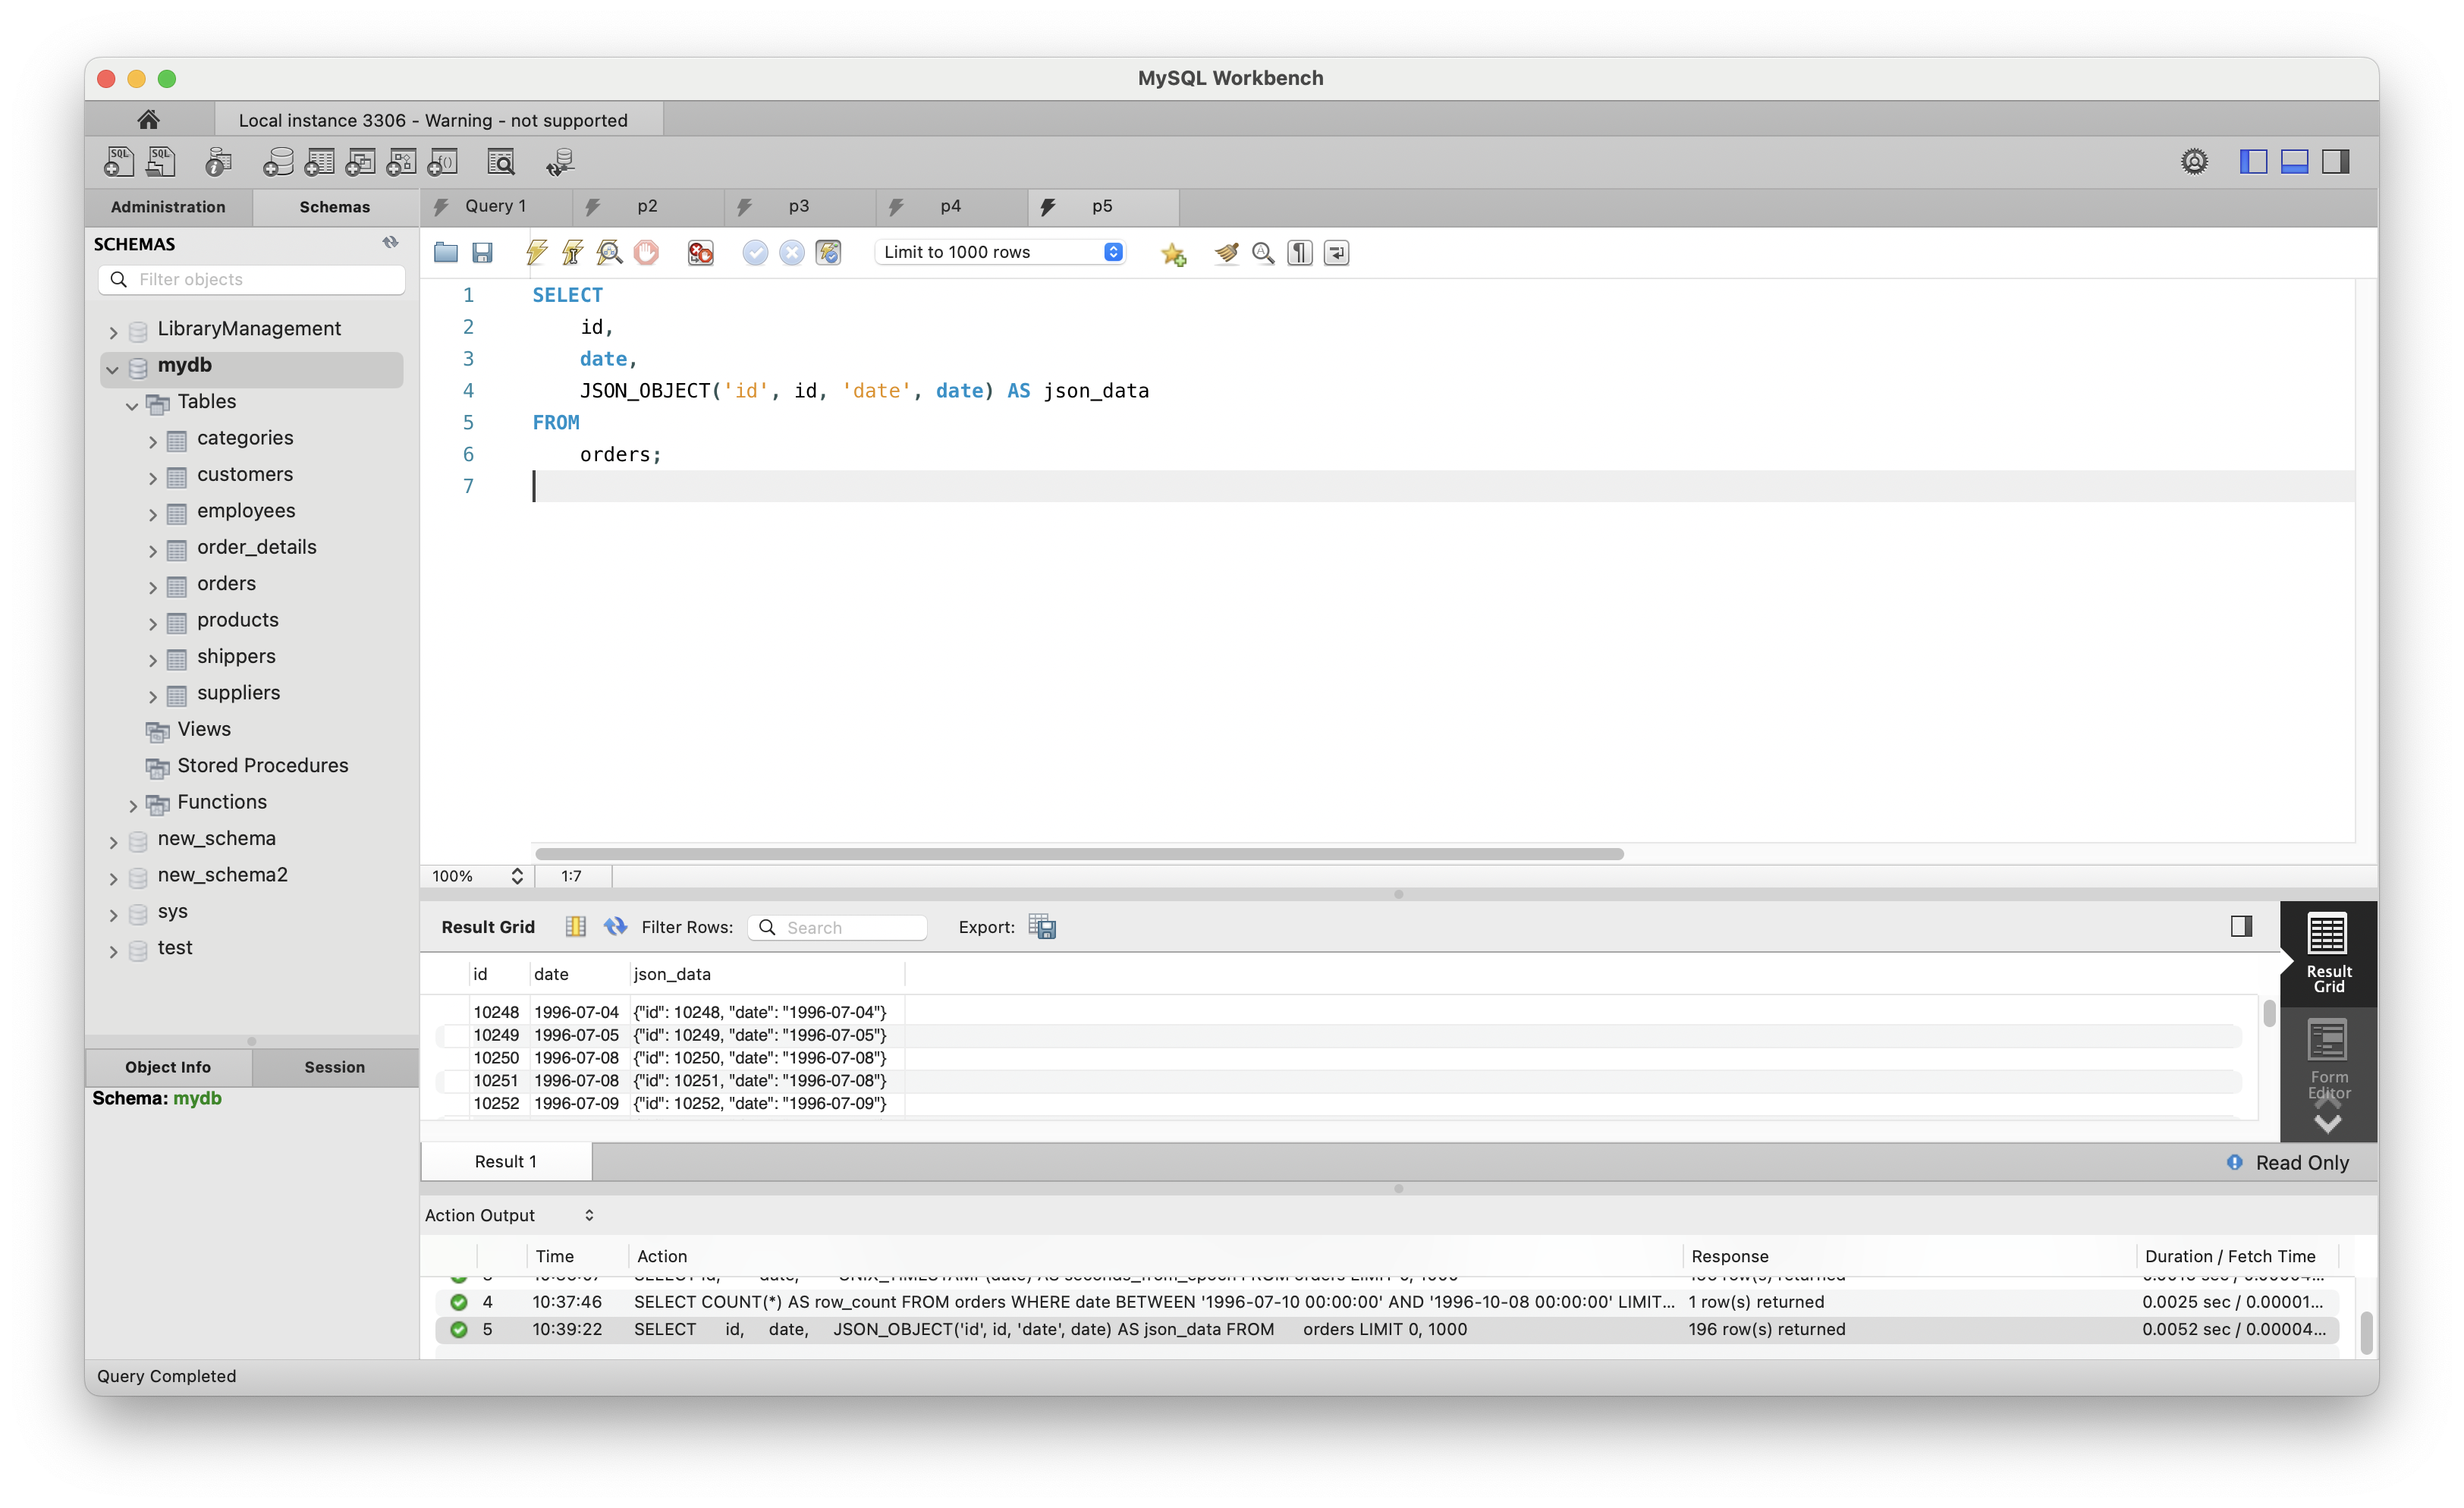 MySQL Workbench
Local instance 3306 - Warning - not supported
Administration
Schemas
Query 1
p2
p3
p4
p5
SCHEMAS
Filter objects
LibraryManagement
mydb
Tables
categories
customers
employees
order_details
orders
products
shippers
suppliers
Views
Stored Procedures
Functions
new_schema
new_schema2
sys
test
Object Info
Session
Schema: mydb
Limit to 1000 rows
1 SELECT
2 id,
3 date,
4 JSON_OBJECT('id', id, 'date', date) AS json_data
5 FROM
6 orders;
7
100%
1:7
Result Grid
Filter Rows:
Search
Export:
id date json_data
10248 1996-07-04 {"id": 10248, "date": "1996-07-04"}
10249 1996-07-05 {"id": 10249, "date": "1996-07-05"}
10250 1996-07-08 {"id": 10250, "date": "1996-07-08"}
10251 1996-07-08 {"id": 10251, "date": "1996-07-08"}
10252 1996-07-09 {"id": 10252, "date": "1996-07-09"}
Result
Grid
Form
Editor
Result 1
Read Only
Action Output
Time Action Response Duration / Fetch Time
4 10:37:46 SELECT COUNT(*) AS row_count FROM orders WHERE date BETWEEN '1996-07-10 00:00:00' AND '1996-10-08 00:00:00' LIMIT... 1 row(s) returned 0.0025 sec / 0.00001...
5 10:39:22 SELECT id, date, JSON_OBJECT('id', id, 'date', date) AS json_data FROM orders LIMIT 0, 1000 196 row(s) returned 0.0052 sec / 0.00004...
Query Completed